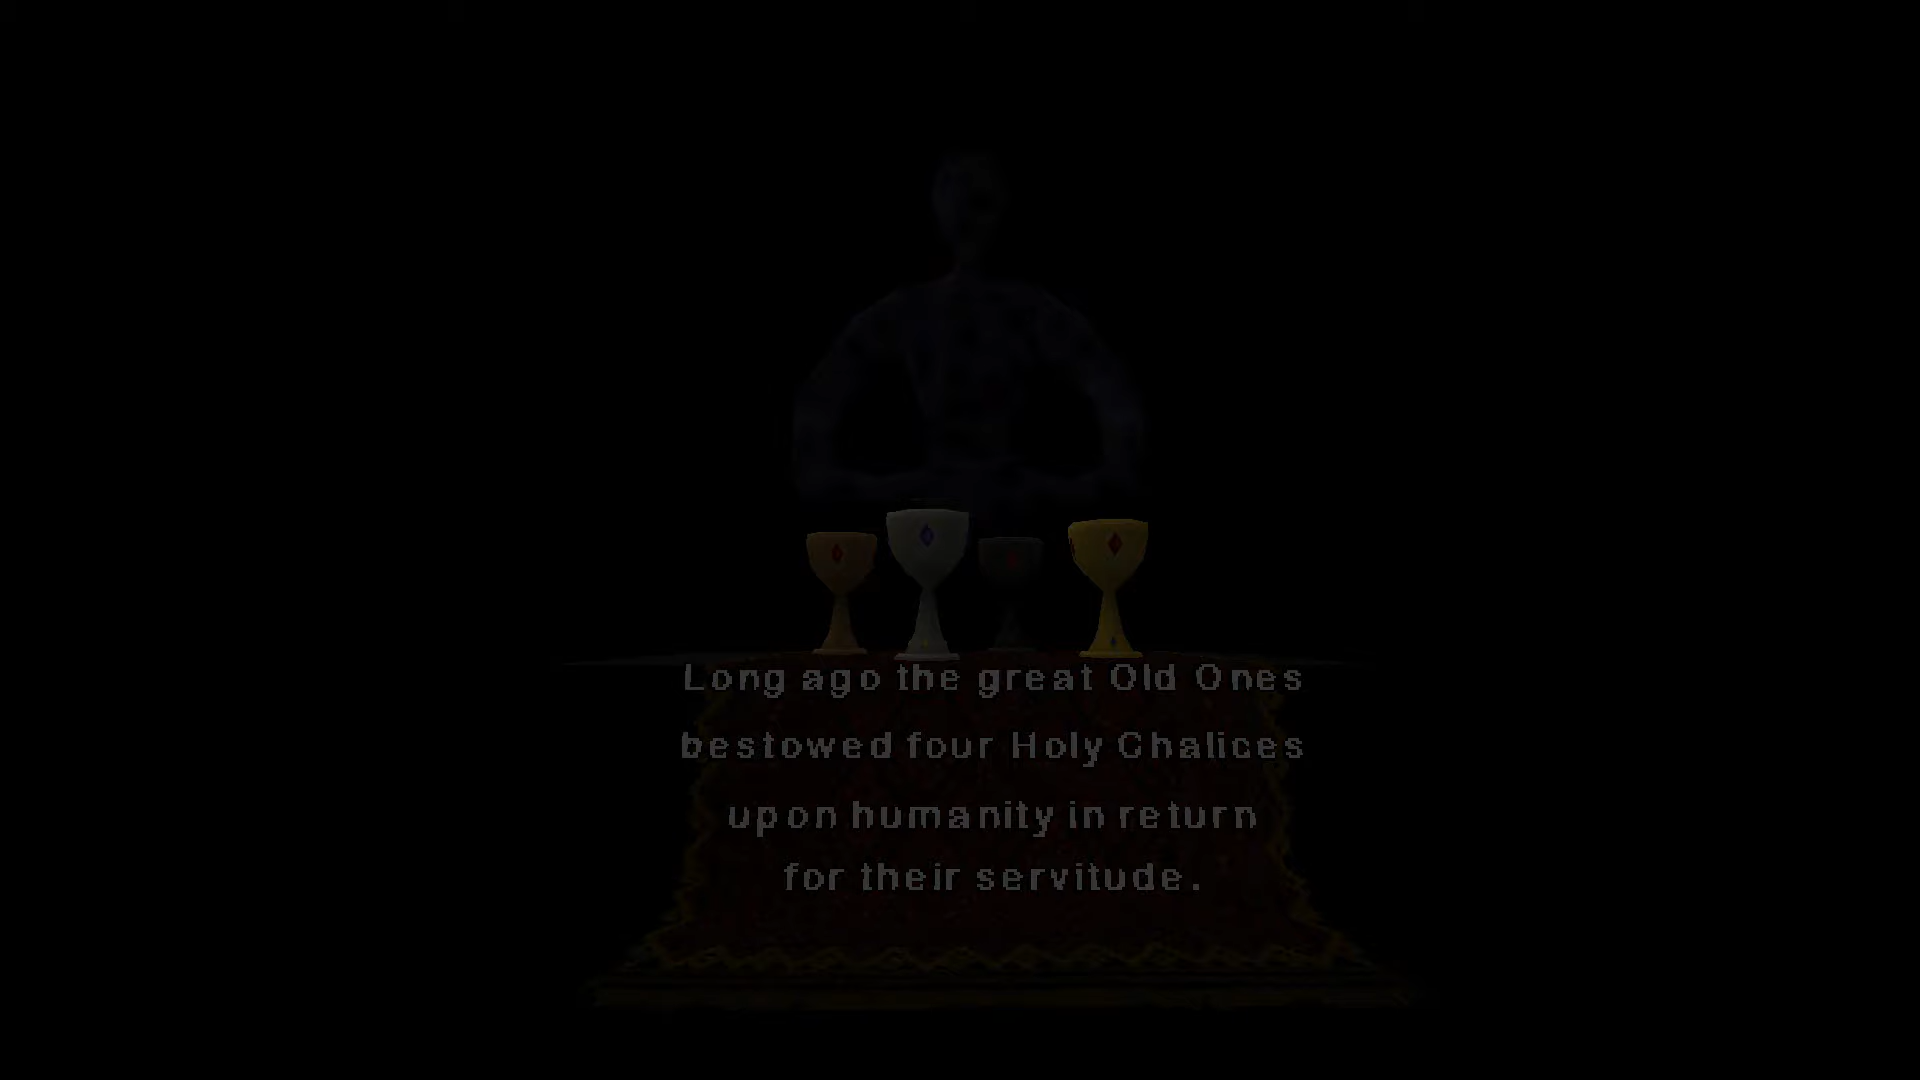 Long ago the great Old Ones
bestowed four Holy Chalices
upon humanity in return
for their servitude.